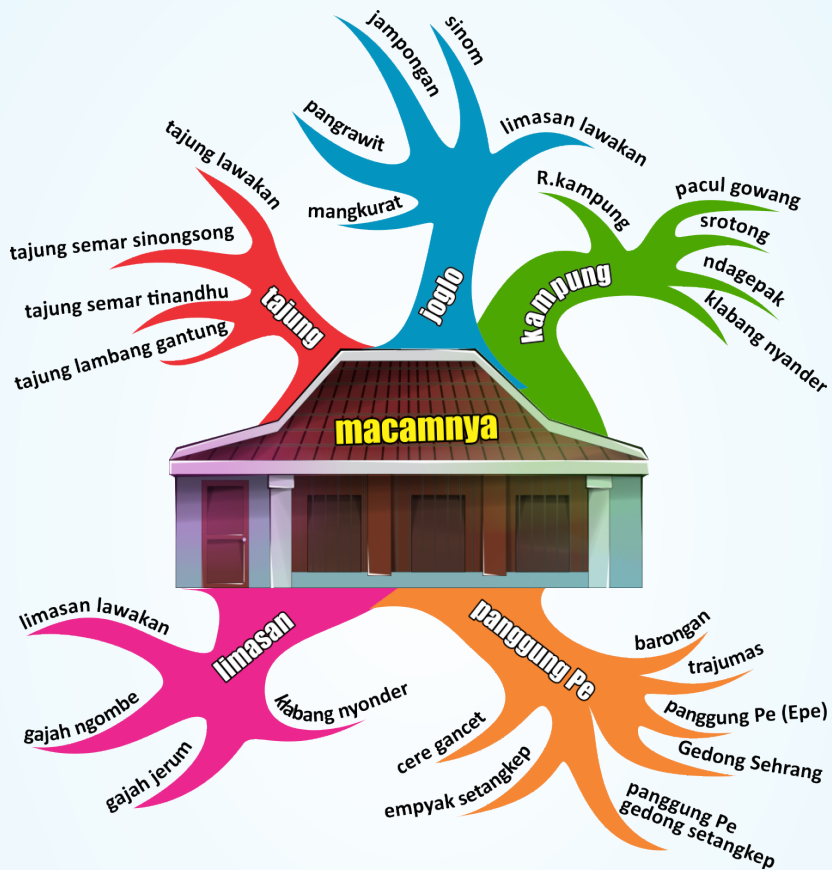 jampongan
sinom
pangrawit
limasan lawakan
mangkurat
joglo
tajung lawakan
tajung semar sinongsong
tajung semar tinandhu
tajung lambang gantung
tajung
R.kampung
pacul gowang
srotong
ndagepak
klabang nyander
kampung
macamnya
limasan lawakan
gajah ngombe
gajah jerum
klabang nyonder
limasan
panggung Pe
barongan
trajumas
panggung Pe (Epe)
Gedong Sehrang
panggung Pe
gedong setangkep
empyak setangkep
cere gancet